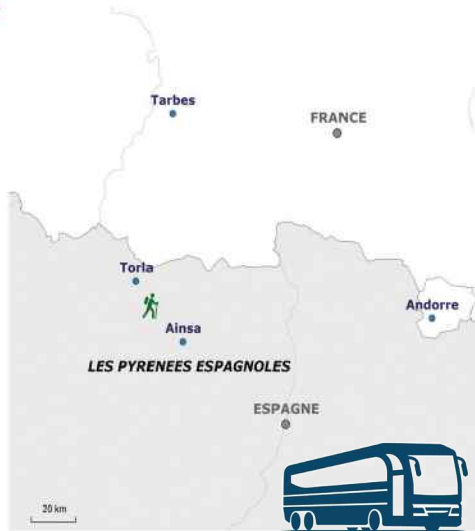 Tarbes
FRANCE
Torla
Andorre
Ainsa
LES PYRENEES ESPAGNOLES
ESPAGNE
20 km